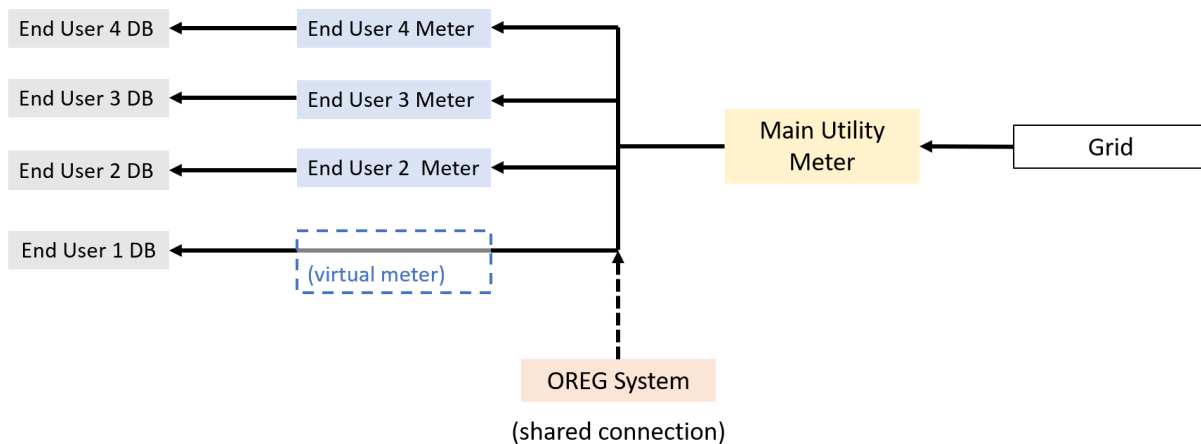 End User 4 DB
End User 4 Meter
End User 3 DB
End User 3 Meter
Main Utility
Meter
Grid
End User 2 DB
End User 2  Meter
End User 1 DB
(virtual meter)
OREG System
(shared connection)